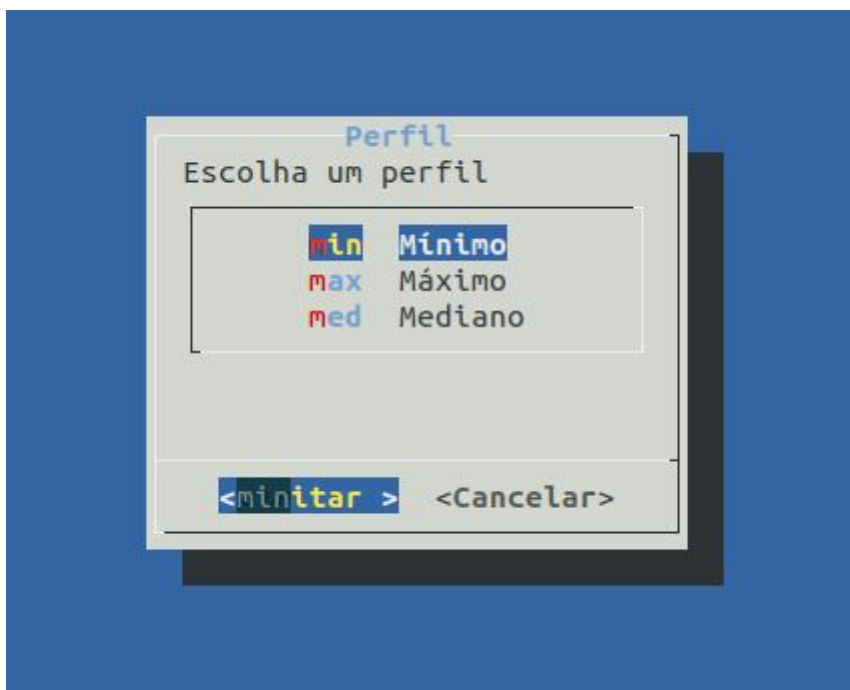 Perfil
Escolha um perfil
min Mínimo
max Máximo
med Mediano
<minitar > <Cancelar>